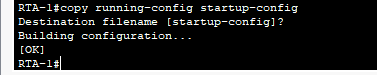 RTA-1#copy running-config startup-config
Destination filename [startup-config]?
Building configuration...
[OK]
RTA-1#